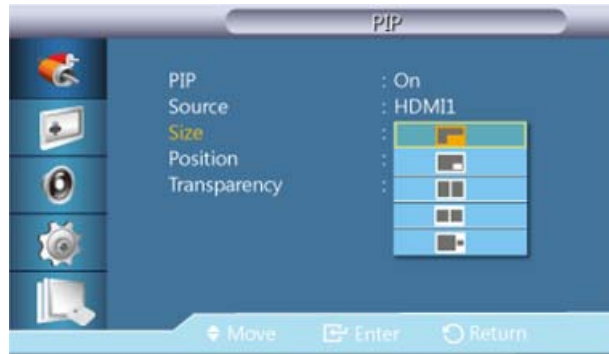 PIP
PIP : On
Source : HDMI1
Size :
Position :
Transparency :
Move Enter Return